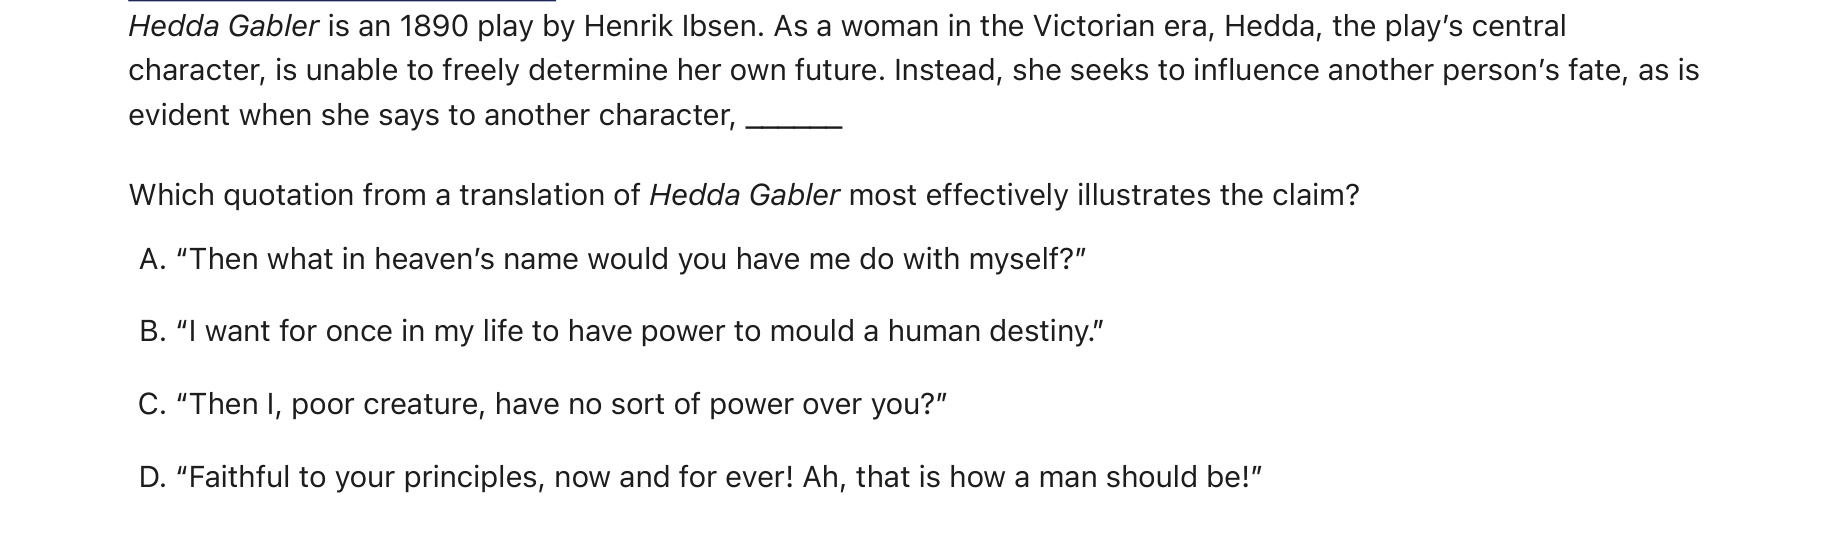 Hedda Gabler is an 1890 play by Henrik Ibsen. As a woman in the Victorian era, Hedda, the play’s central
character, is unable to freely determine her own future. Instead, she seeks to influence another person’s fate, as is
evident when she says to another character, ______
Which quotation from a translation of Hedda Gabler most effectively illustrates the claim?
A. “Then what in heaven’s name would you have me do with myself?”
B. “I want for once in my life to have power to mould a human destiny.”
C. “Then I, poor creature, have no sort of power over you?”
D. “Faithful to your principles, now and for ever! Ah, that is how a man should be!”